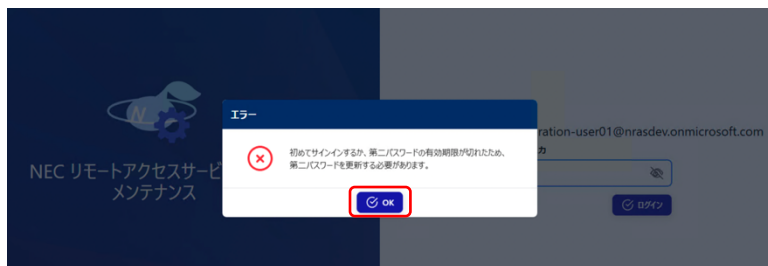 エラー
初めてサインインするか、第二パスワードの有効期限が切れたため、
第二パスワードを更新する必要があります。
OK
N
NEC リモートアクセスサービ
メンテナンス
ration-user01@nrasdev.onmicrosoft.com
カ
ログイン